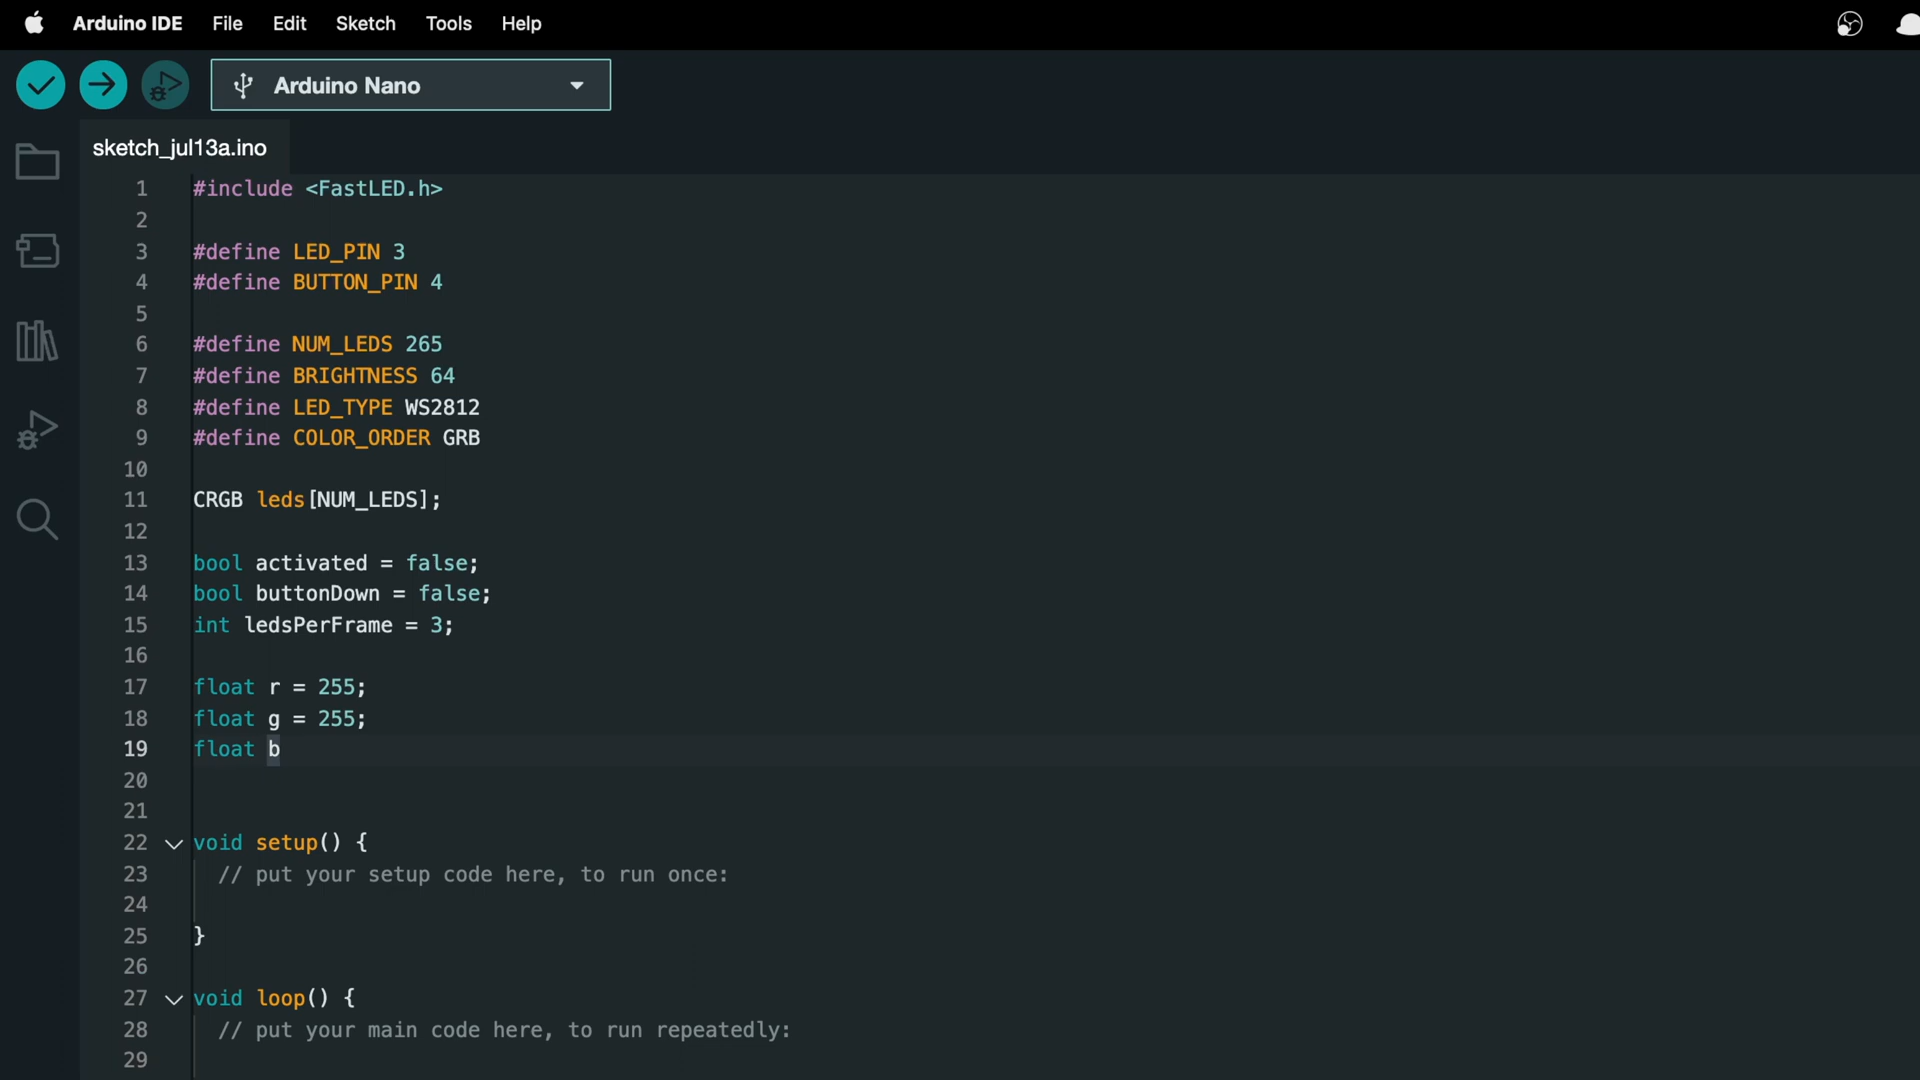 Arduino IDE File Edit Sketch Tools Help
Arduino Nano
sketch_jul13a.ino
1 #include <FastLED.h>
2
3 #define LED_PIN 3
4 #define BUTTON_PIN 4
5
6 #define NUM_LEDS 265
7 #define BRIGHTNESS 64
8 #define LED_TYPE WS2812
9 #define COLOR_ORDER GRB
10
11 CRGB leds[NUM_LEDS];
12
13 bool activated = false;
14 bool buttonDown = false;
15 int ledsPerFrame = 3;
16
17 float r = 255;
18 float g = 255;
19 float b
20
21
22 void setup() {
23 // put your setup code here, to run once:
24
25 }
26
27 void loop() {
28 // put your main code here, to run repeatedly:
29